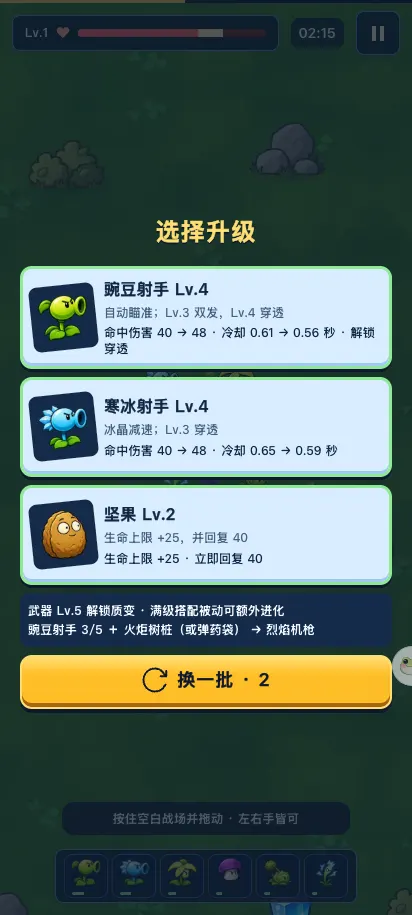 Lv.1
02:15
选择升级
豌豆射手 Lv.4
自动瞄准；Lv.3 双发，Lv.4 穿透
命中伤害 40 → 48 · 冷却 0.61 → 0.56 秒 · 解锁
穿透
寒冰射手 Lv.4
冰晶减速；Lv.3 穿透
命中伤害 40 → 48 · 冷却 0.65 → 0.59 秒
坚果 Lv.2
生命上限 +25，并回复 40
生命上限 +25 · 立即回复 40
武器 Lv.5 解锁质变 · 满级搭配被动可额外进化
豌豆射手 3/5 + 火炬树桩（或弹药袋） → 烈焰机枪
换一批 · 2
按住空白战场并拖动 · 左右手皆可